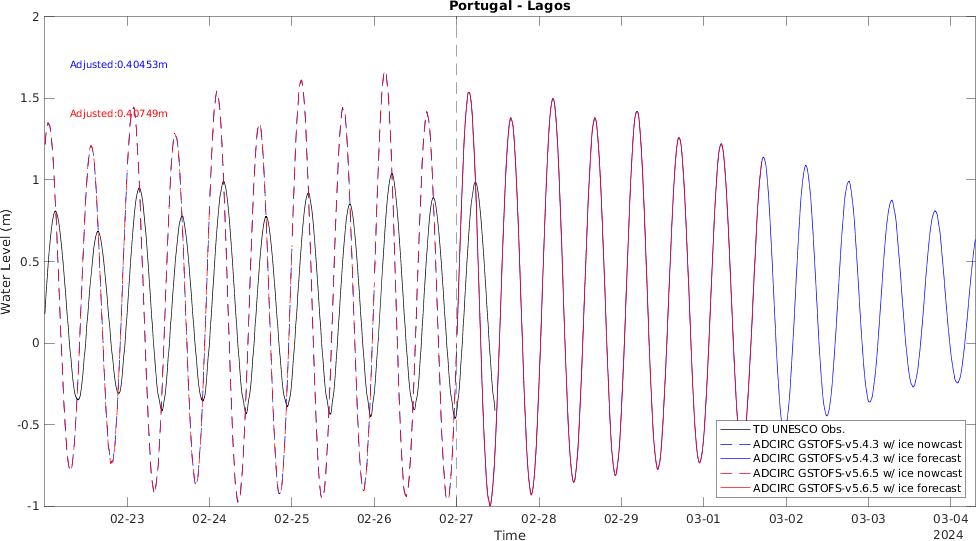 Portugal - Lagos
2
1.5
1
0.5
0
-0.5
-1
Water Level (m)
Adjusted:0.40453m
Adjusted:0.40749m
TD UNESCO Obs.
ADCIRC GSTOFS-v5.4.3 w/ ice nowcast
ADCIRC GSTOFS-v5.4.3 w/ ice forecast
ADCIRC GSTOFS-v5.6.5 w/ ice nowcast
ADCIRC GSTOFS-v5.6.5 w/ ice forecast
02-23 02-24 02-25 02-26 02-27 02-28 02-29 03-01 03-02 03-03 03-04
Time 2024